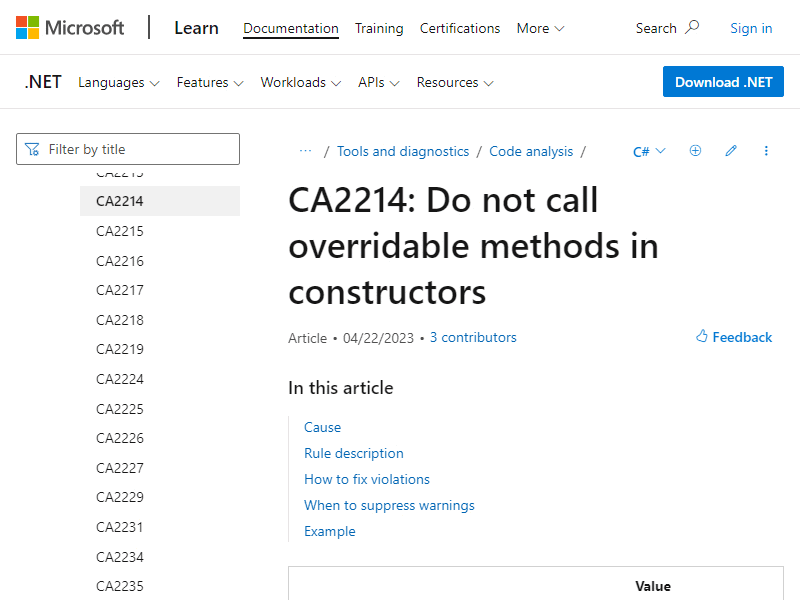 Microsoft Learn Documentation Training Certifications More Search Sign in
.NET Languages Features Workloads APIs Resources Download .NET
Filter by title
CA2213
CA2214
CA2215
CA2216
CA2217
CA2218
CA2219
CA2224
CA2225
CA2226
CA2227
CA2229
CA2231
CA2234
CA2235
... / Tools and diagnostics / Code analysis / C#
CA2214: Do not call
overridable methods in
constructors
Article • 04/22/2023 • 3 contributors Feedback
In this article
Cause
Rule description
How to fix violations
When to suppress warnings
Example
Value